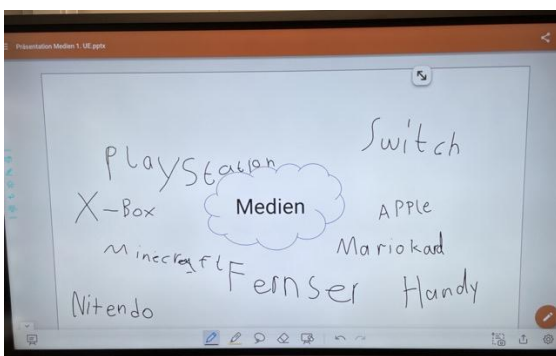 Präsentation Medien 1. UE.pptx
Switch
PlayStation
Medien
X-Box
APPle
Minecraft
Mariokad
Fernser
Handy
Nitendo